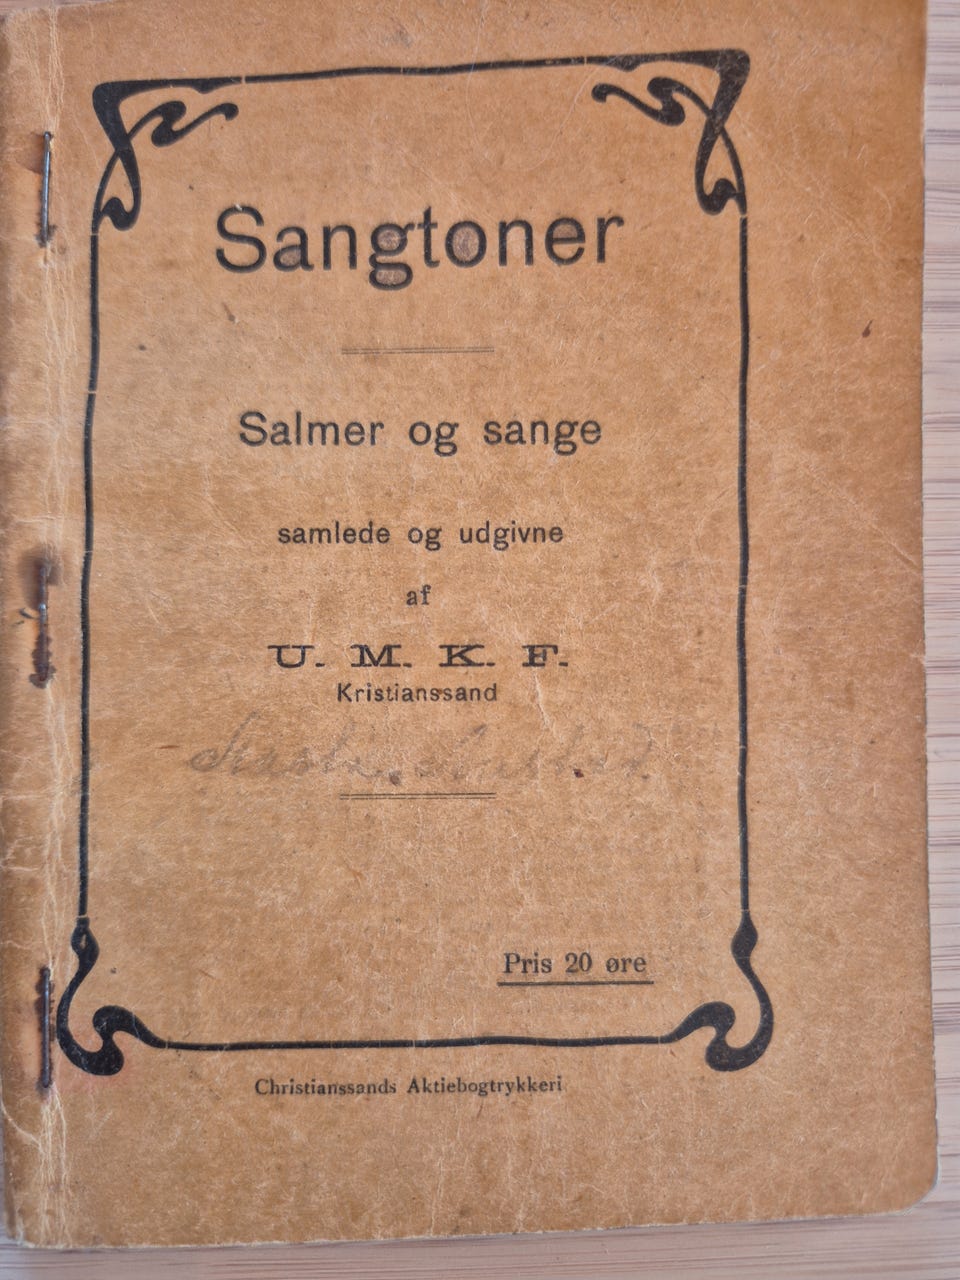 Sangtoner
Salmer og sange
samlede og udgivne
af
U. M. K. F.
Kristianssand
Pris 20 øre
Christianssands Aktiebogtrykkeri